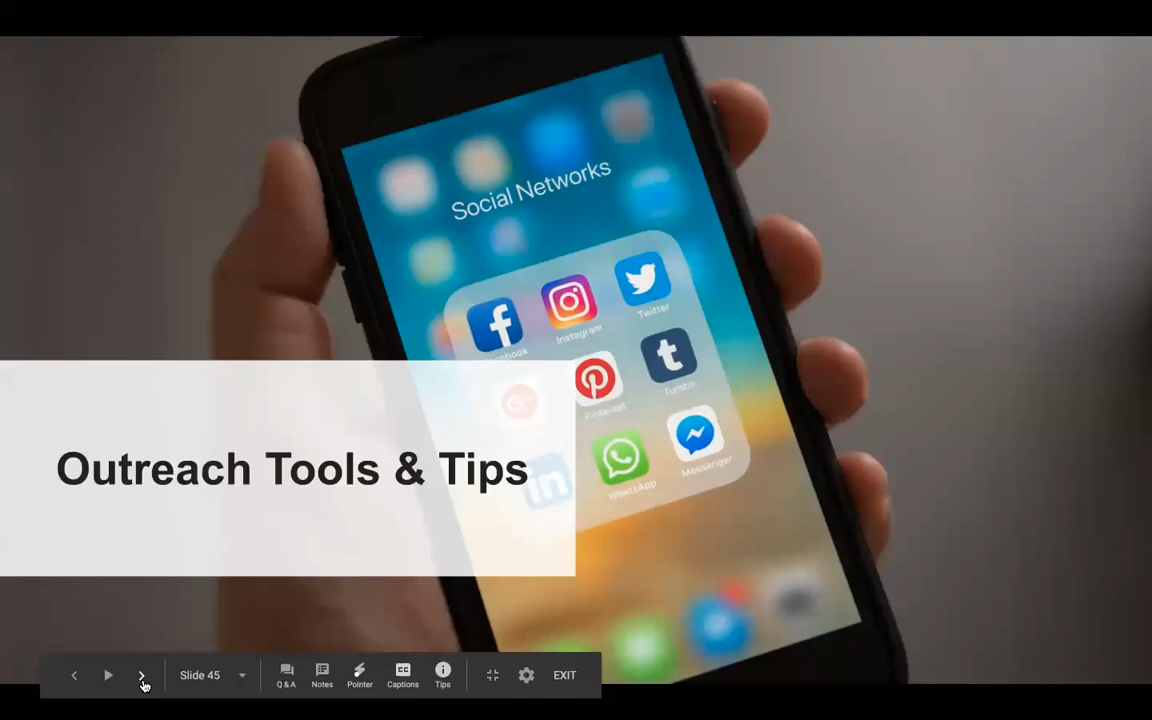 Social Networks
Facebook
Instagram
Twitter
Pinterest
Tumblr
WhatsApp
Messenger
Outreach Tools & Tips
Slide 45
Q & A
Notes
Pointer
Captions
Tips
EXIT